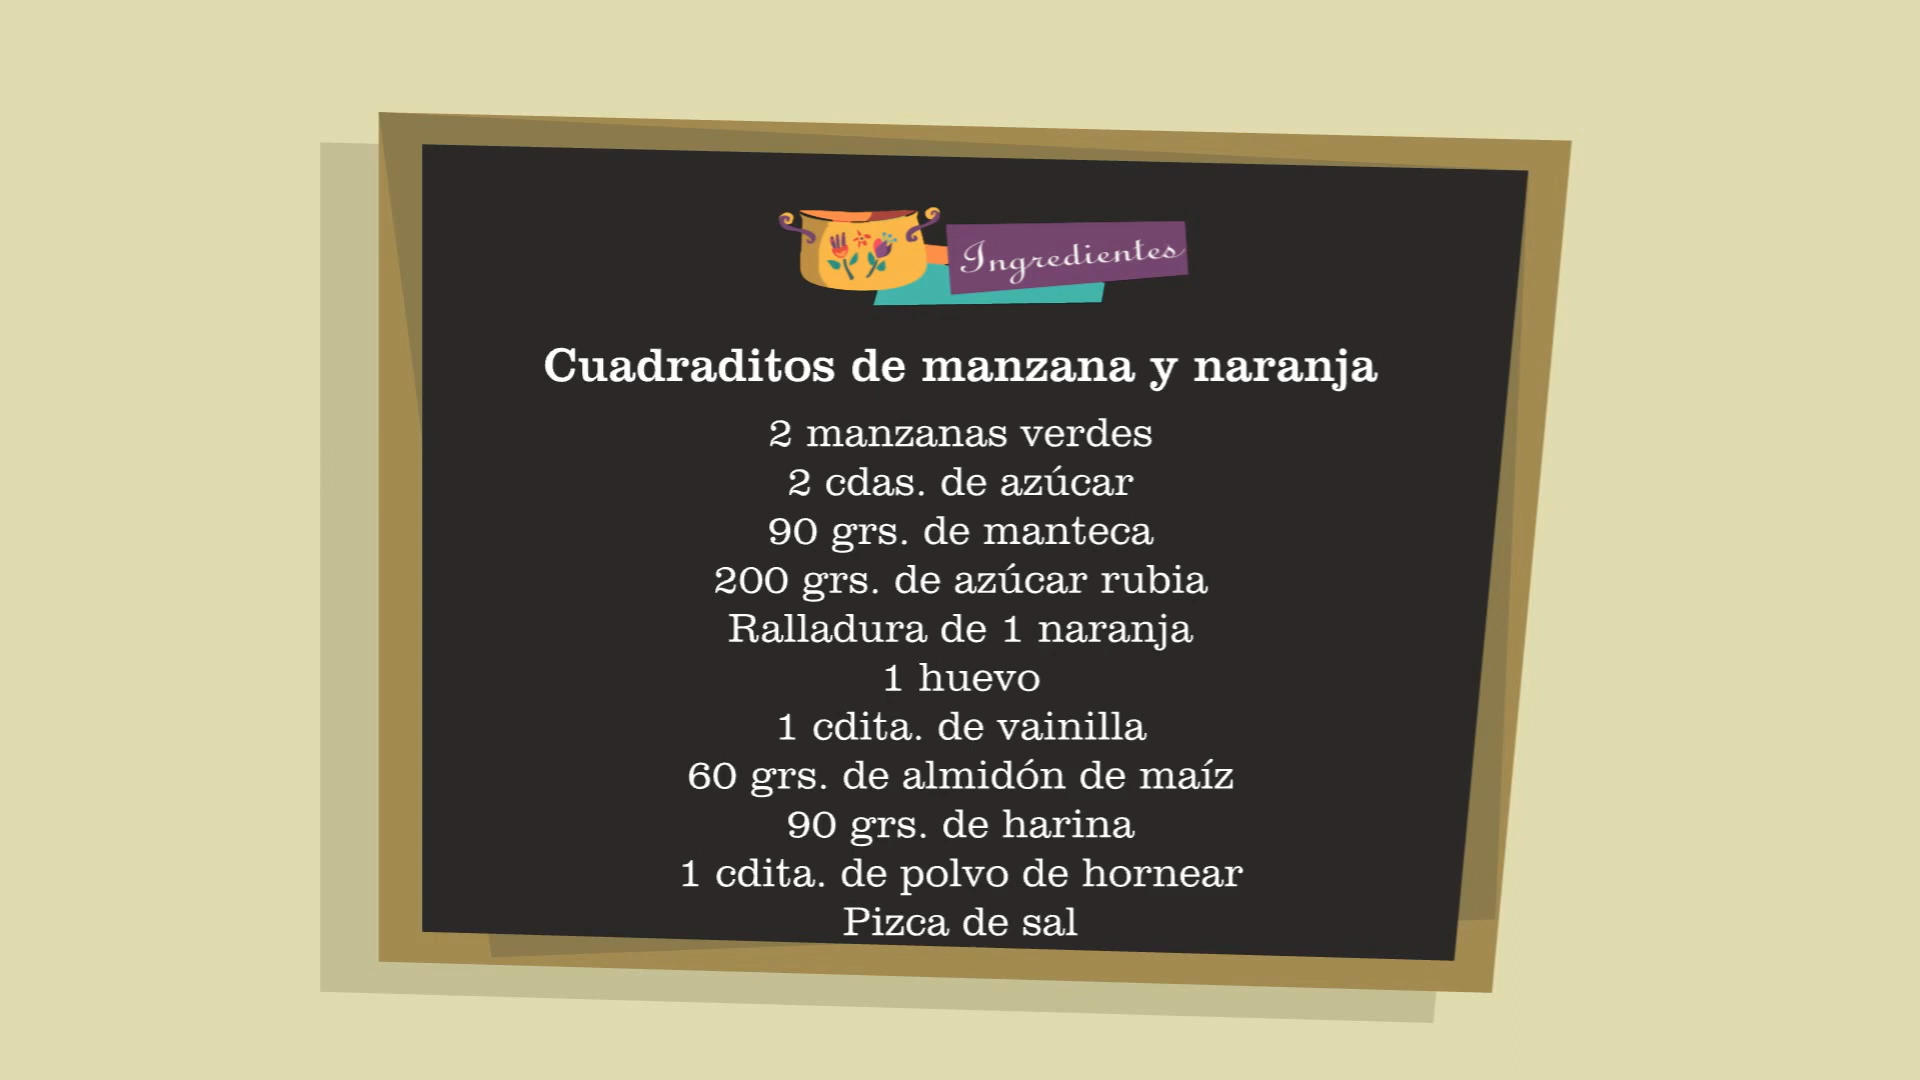 Ingredientes
Cuadraditos de manzana y naranja
2 manzanas verdes
2 cdas. de azúcar
90 grs. de manteca
200 grs. de azúcar rubia
Ralladura de 1 naranja
1 huevo
1 cdita. de vainilla
60 grs. de almidón de maíz
90 grs. de harina
1 cdita. de polvo de hornear
Pizca de sal